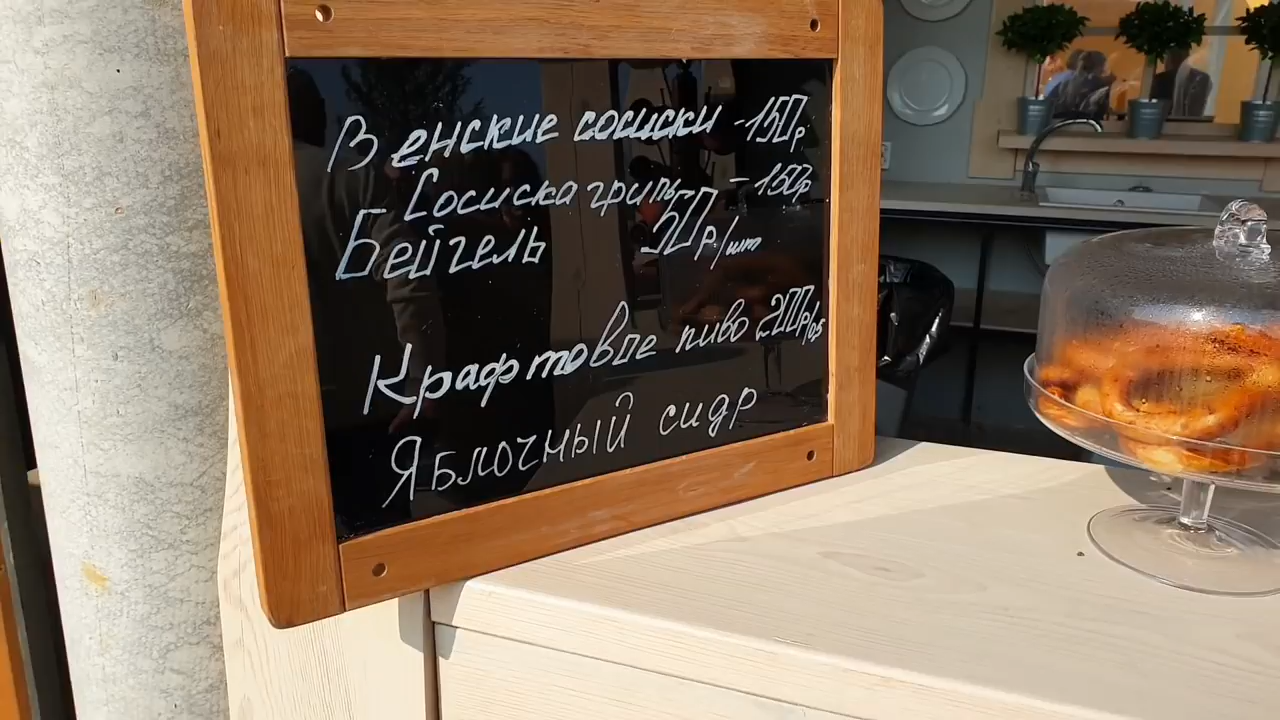 Венские сосиски - 150р
Сосиска гриль - 150р
Бейгель 50р/шт
Крафтовое пиво 200р/0,5
Яблочный сидр